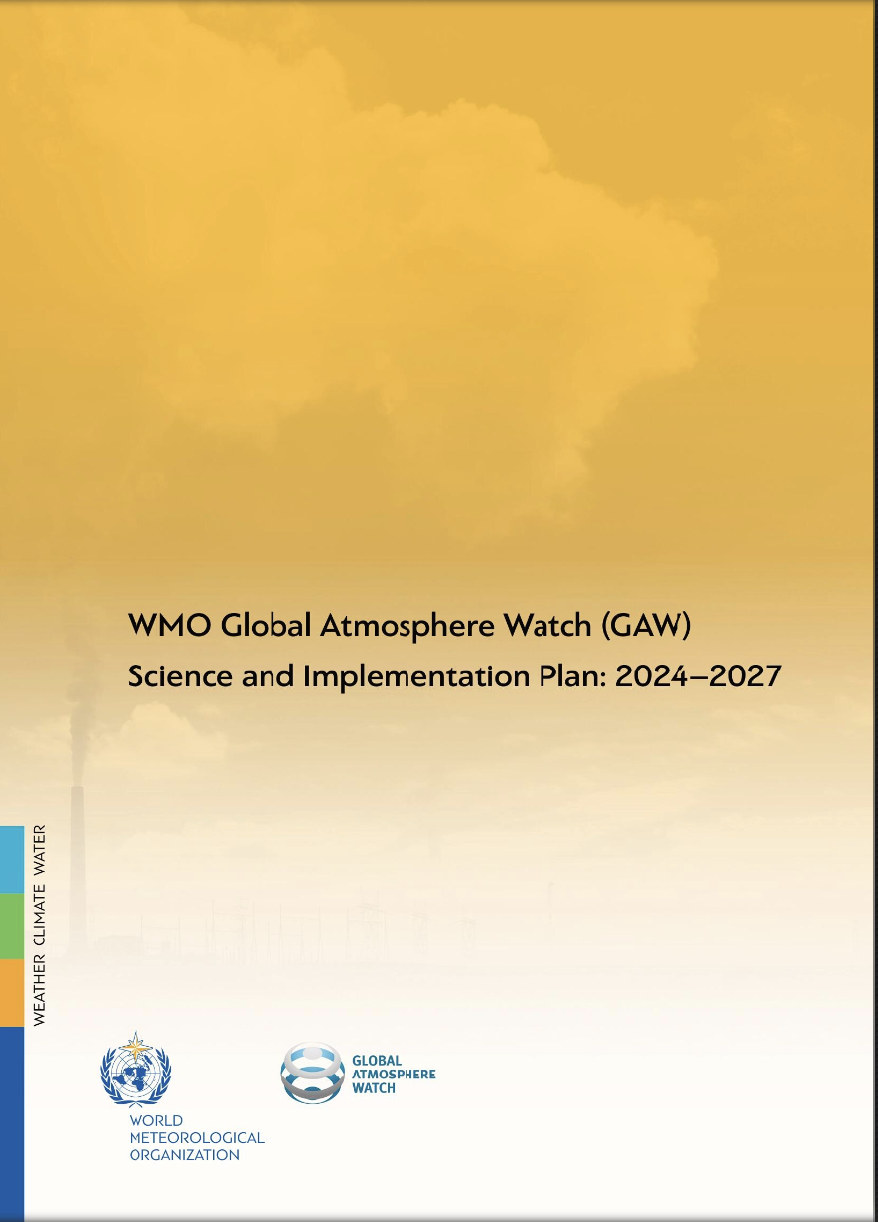 WMO Global Atmosphere Watch (GAW)
Science and Implementation Plan: 2024–2027
WEATHER CLIMATE WATER
GLOBAL
ATMOSPHERE
WATCH
WORLD
METEOROLOGICAL
ORGANIZATION